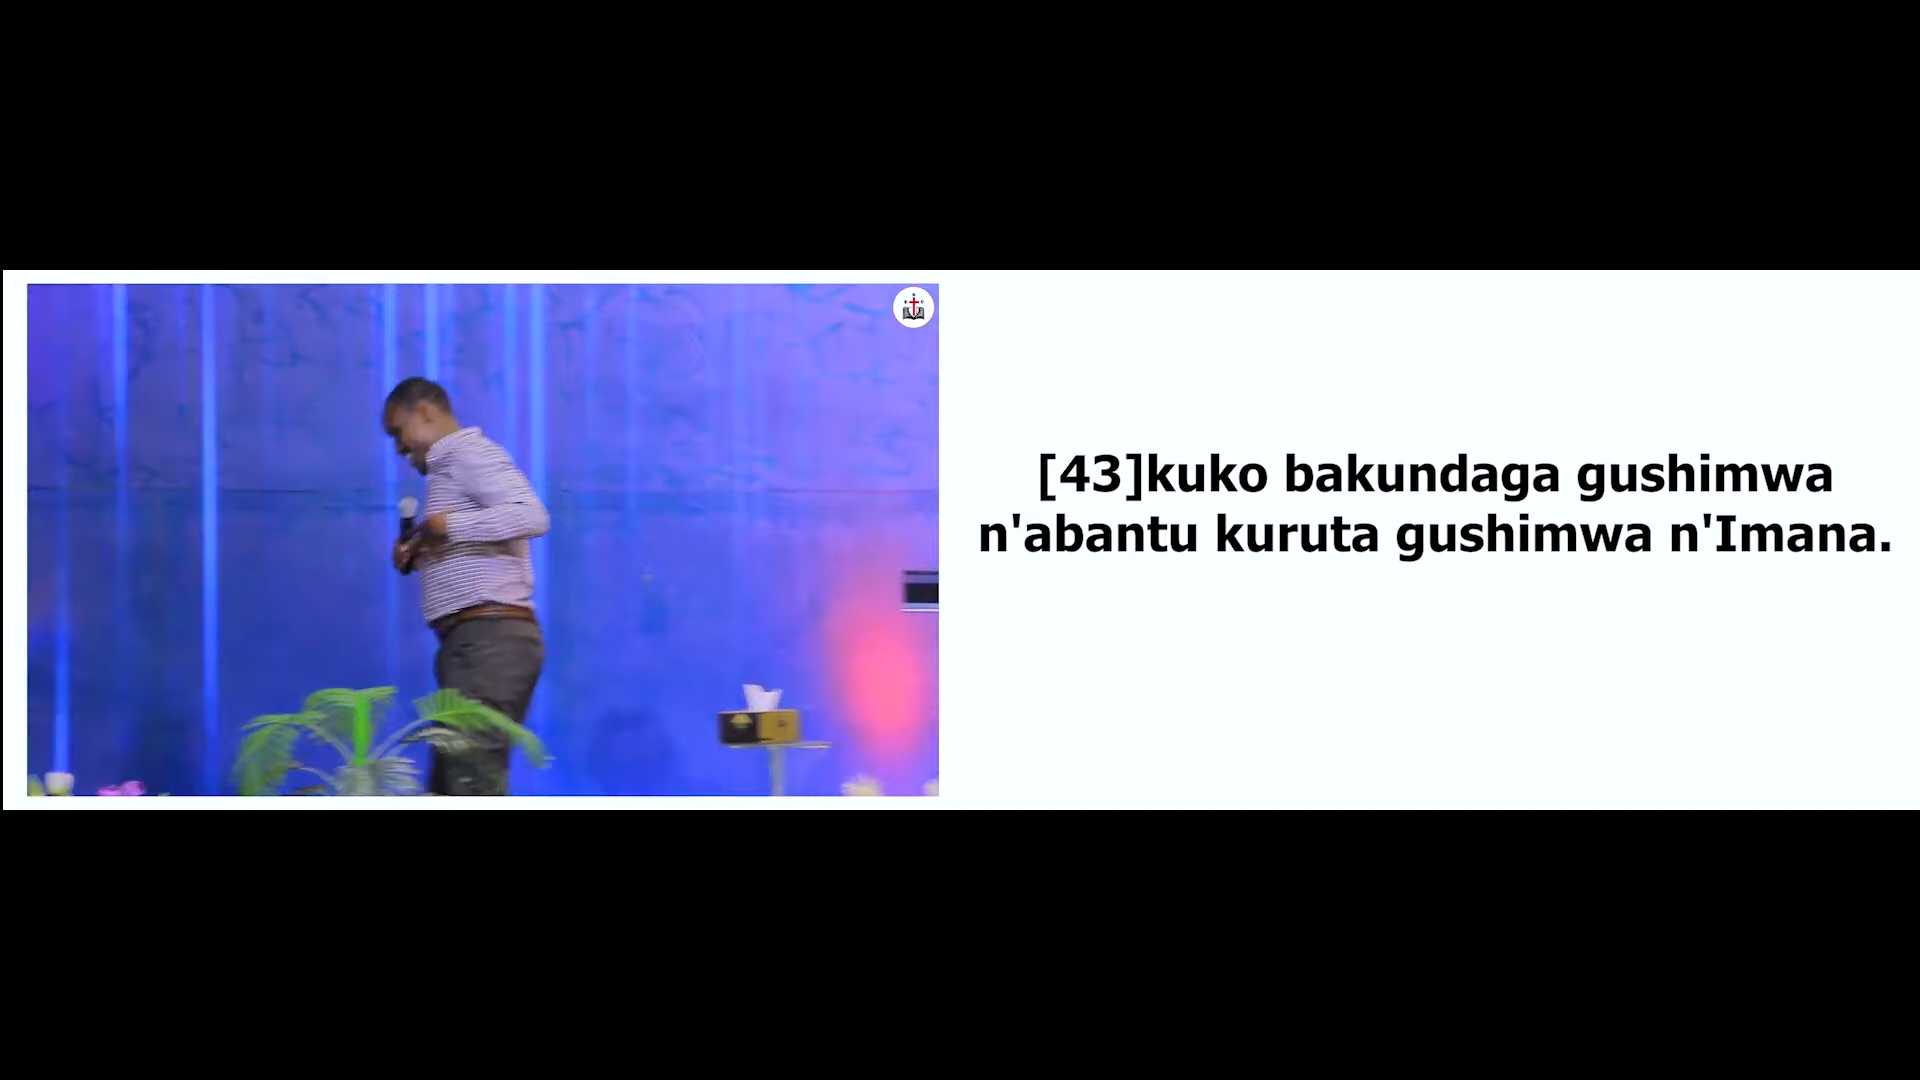 [43]kuko bakundaga gushimwa
n'abantu kuruta gushimwa n'Imana.